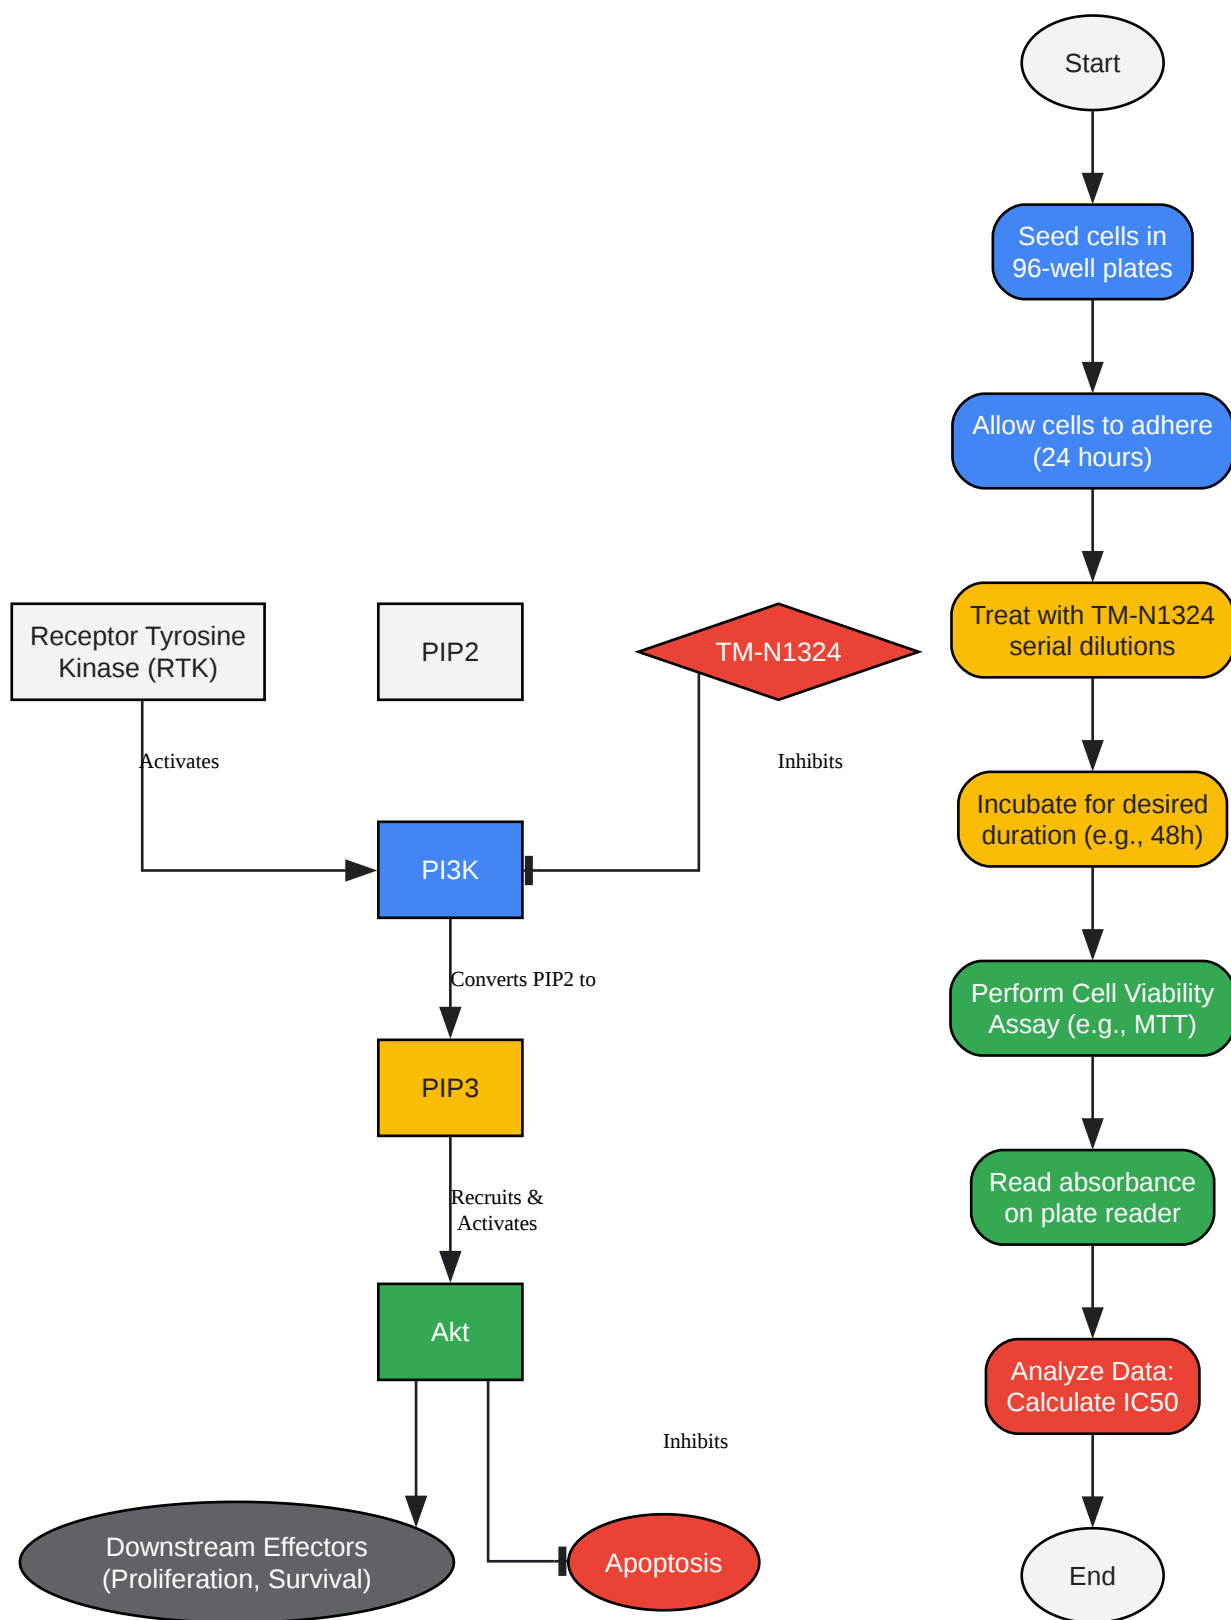 Receptor Tyrosine
Kinase (RTK)
PIP2
TM-N1324
Activates
Inhibits
PI3K
Converts PIP2 to
PIP3
Recruits &
Activates
Akt
Inhibits
Downstream Effectors
(Proliferation, Survival)
Apoptosis
Start
Seed cells in
96-well plates
Allow cells to adhere
(24 hours)
Treat with TM-N1324
serial dilutions
Incubate for desired
duration (e.g., 48h)
Perform Cell Viability
Assay (e.g., MTT)
Read absorbance
on plate reader
Analyze Data:
Calculate IC50
End